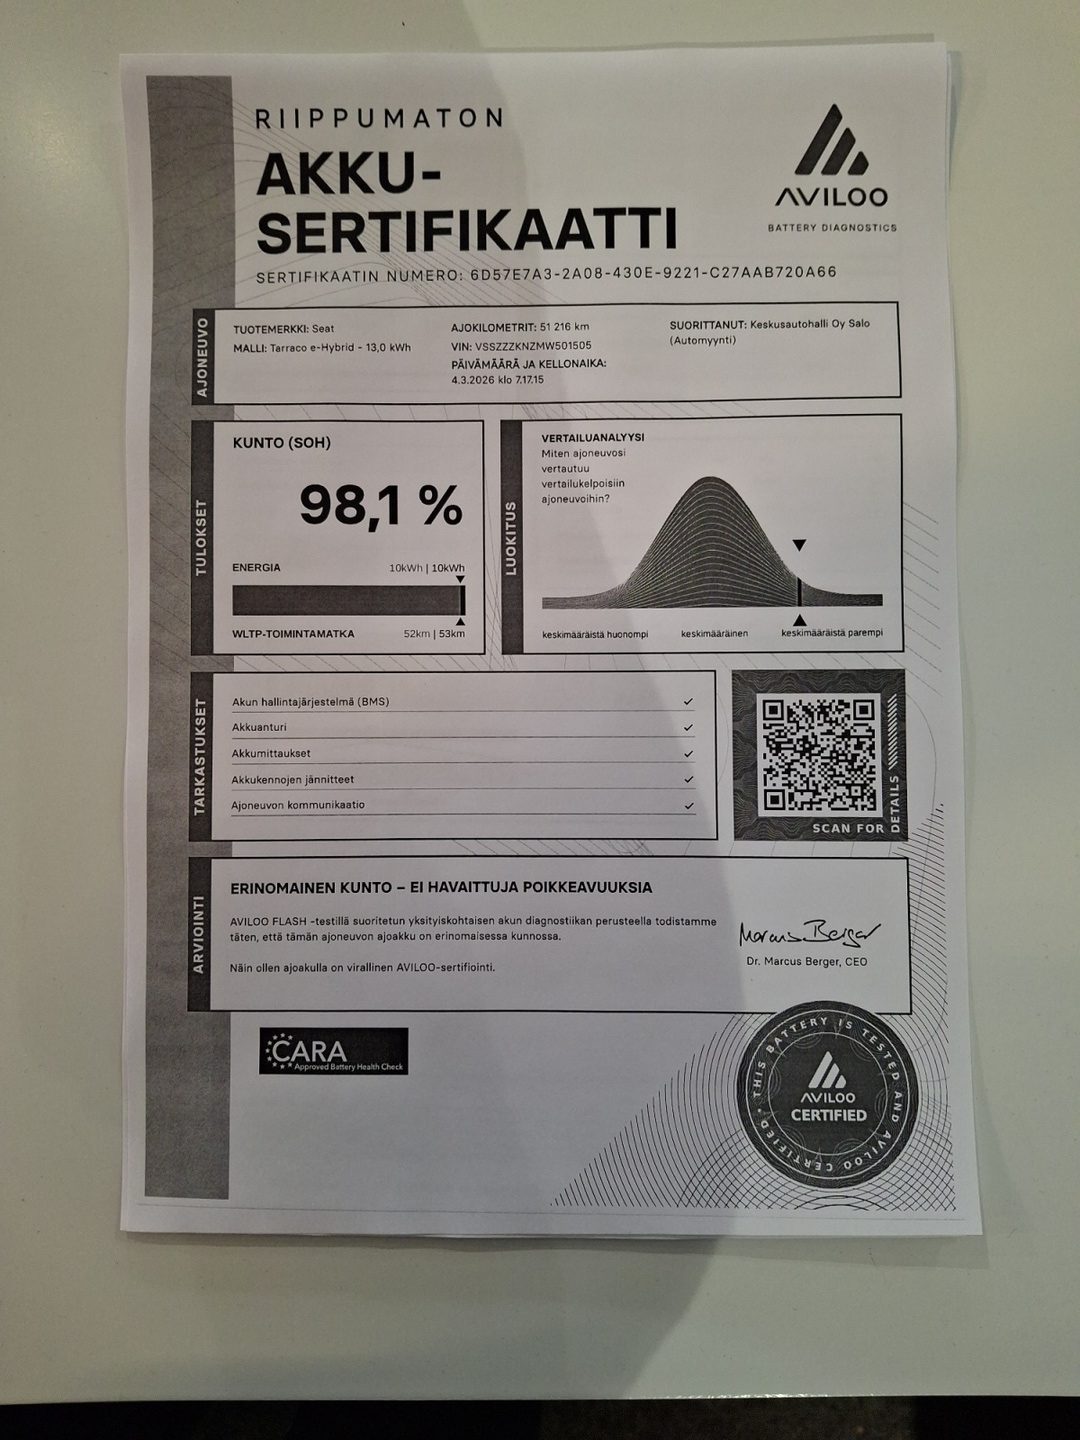 RIIPPUMATON
AKKU-
SERTIFIKAATTI
SERTIFIKAATIN NUMERO: 6D57E7A3-2A08-430E-9221-C27AAB720A66
AVILOO
BATTERY DIAGNOSTICS
AJONEUVO
TUOTEMERKKI: Seat
MALLI: Tarraco e-Hybrid - 13,0 kWh
AJOKILOMETRIT: 51 216 km
VIN: VSSZZZKNZMW501505
PÄIVÄMÄÄRÄ JA KELLONAIKA:
4.3.2026 klo 7.17.15
SUORITTANUT: Keskusautohalli Oy Salo
(Automyynti)
TULOKSET
KUNTO (SOH)
98,1 %
ENERGIA 10kWh | 10kWh
WLTP-TOIMINTAMATKA 52km | 53km
LUOKITUS
VERTAILUANALYYSI
Miten ajoneuvosi
vertautuu
vertailukelpoisiin
ajoneuvoihin?
keskimääräistä huonompi keskimääräinen keskimääräistä parempi
TARKASTUKSET
Akun hallintajärjestelmä (BMS) ✓
Akkuanturi ✓
Akkumittaukset ✓
Akkukennojen jännitteet ✓
Ajoneuvon kommunikaatio ✓
SCAN FOR
DETAILS
ARVIOINTI
ERINOMAINEN KUNTO – EI HAVAITTUJA POIKKEAVUUKSIA
AVILOO FLASH -testillä suoritetun yksityiskohtaisen akun diagnostiikan perusteella todistamme
täten, että tämän ajoneuvon ajoakku on erinomaisessa kunnossa.
Näin ollen ajoakulla on virallinen AVILOO-sertifiointi.
Marcus Berger
Dr. Marcus Berger, CEO
CARA
Approved Battery Health Check
THIS BATTERY IS TESTED AND AVILOO CERTIFIED •
AVILOO
CERTIFIED